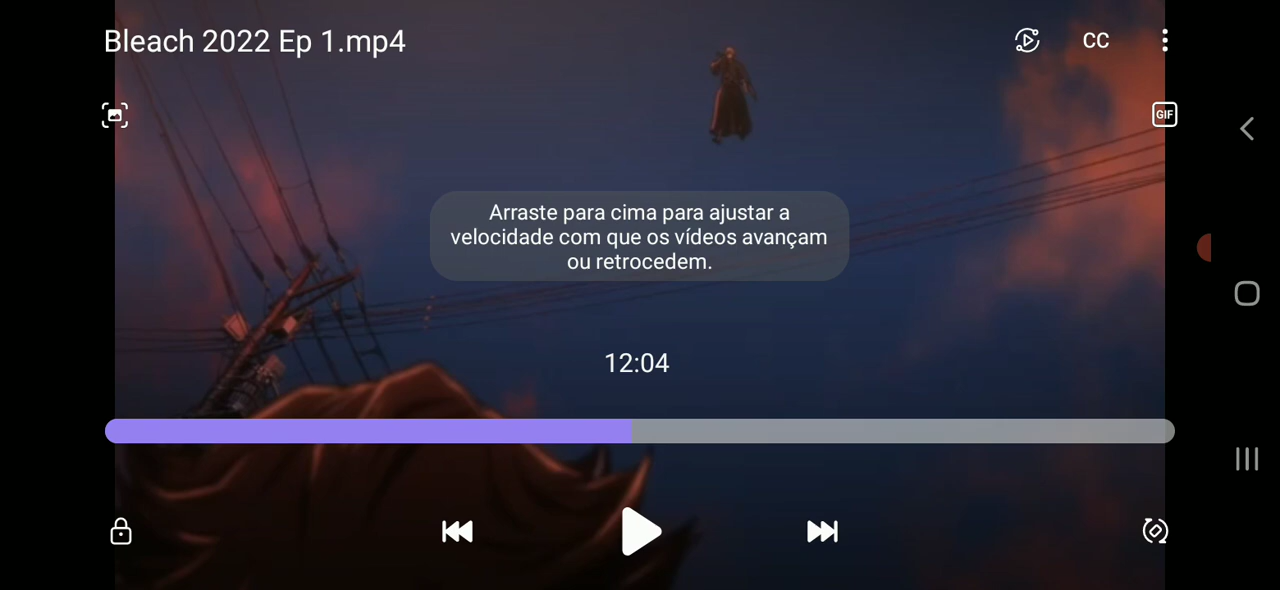 Bleach 2022 Ep 1.mp4
CC
GIF
Arraste para cima para ajustar a
velocidade com que os vídeos avançam
ou retrocedem.
12:04